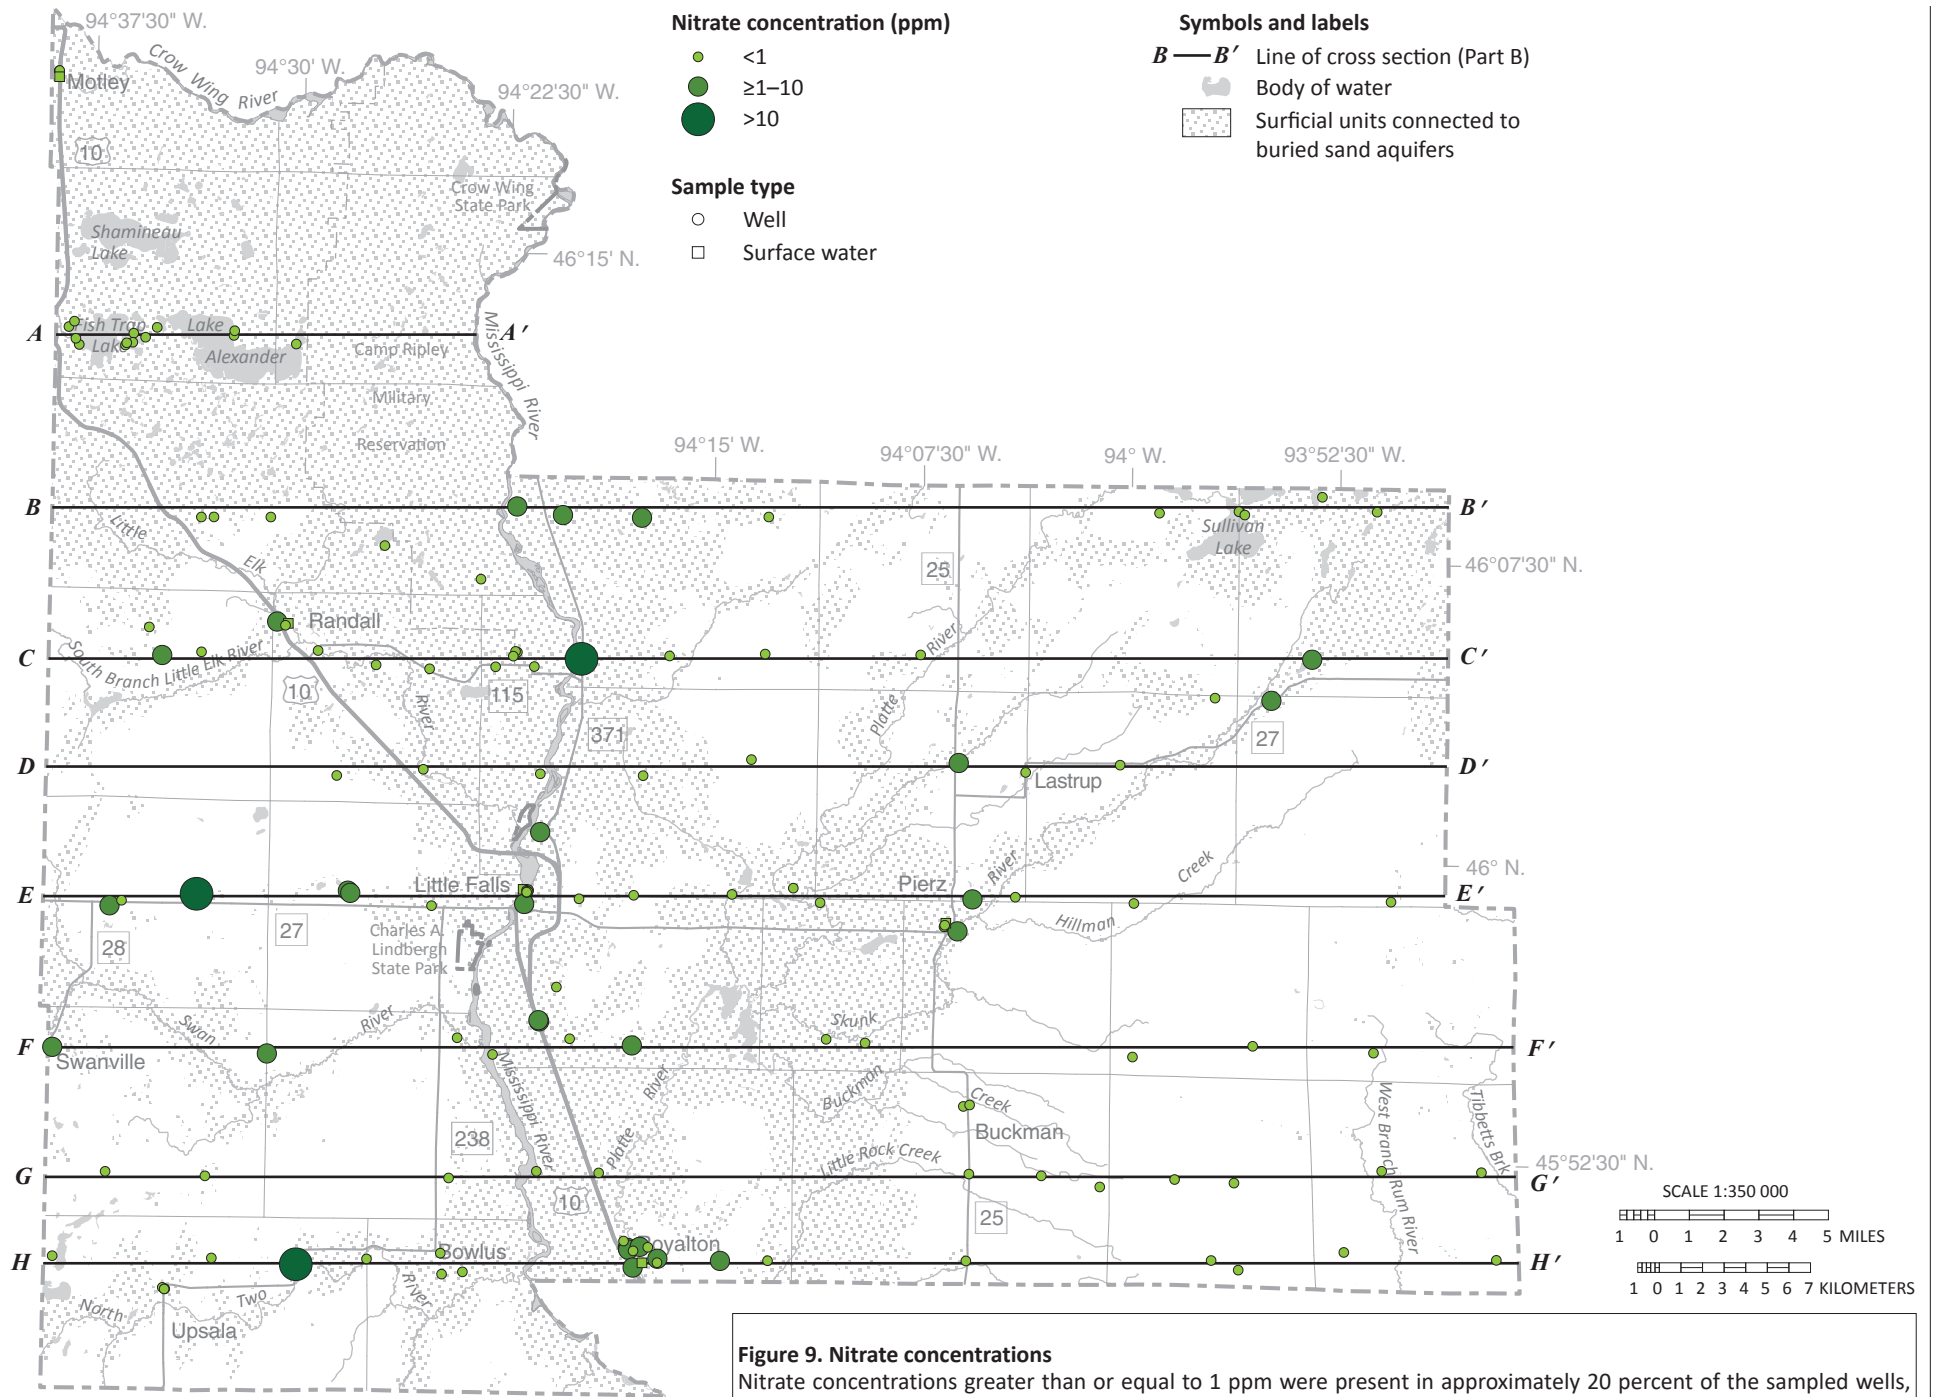 94°37'30" W.
94°30' W.
94°22'30" W.
Crow Wing River
Motley
10
Nitrate concentration (ppm)
<1
≥1–10
>10
Sample type
Well
Surface water
Symbols and labels
B B′ Line of cross section (Part B)
Body of water
Surficial units connected to
buried sand aquifers
Crow Wing
State Park
46°15' N.
Shamineau
Lake
A A′
Fish Trap
Lake
Lake
Alexander
Camp Ripley
Military
Reservation
Mississippi River
94°15' W.
94°07'30" W.
94° W.
93°52'30" W.
B B′
Little
Elk
Sullivan
Lake
25
46°07'30" N.
Randall
C C′
South Branch Little Elk River
10
River
115
371
Platte
River
27
D D′
Lastrup
E E′
Little Falls
Pierz
River
Creek
46° N.
28
27
Charles A.
Lindbergh
State Park
Hillman
Swan
River
Skunk
F F′
Swanville
Mississippi River
River
Platte
Buckman
Creek
Buckman
West Branch Rum River
Tibbetts Brk
238
Little Rock Creek
45°52'30" N.
G G′
10
25
SCALE 1:350 000
1 0 1 2 3 4 5 MILES
1 0 1 2 3 4 5 6 7 KILOMETERS
H H′
Bowlus
Royalton
North
Two
River
Upsala
Figure 9. Nitrate concentrations
Nitrate concentrations greater than or equal to 1 ppm were present in approximately 20 percent of the sampled wells,